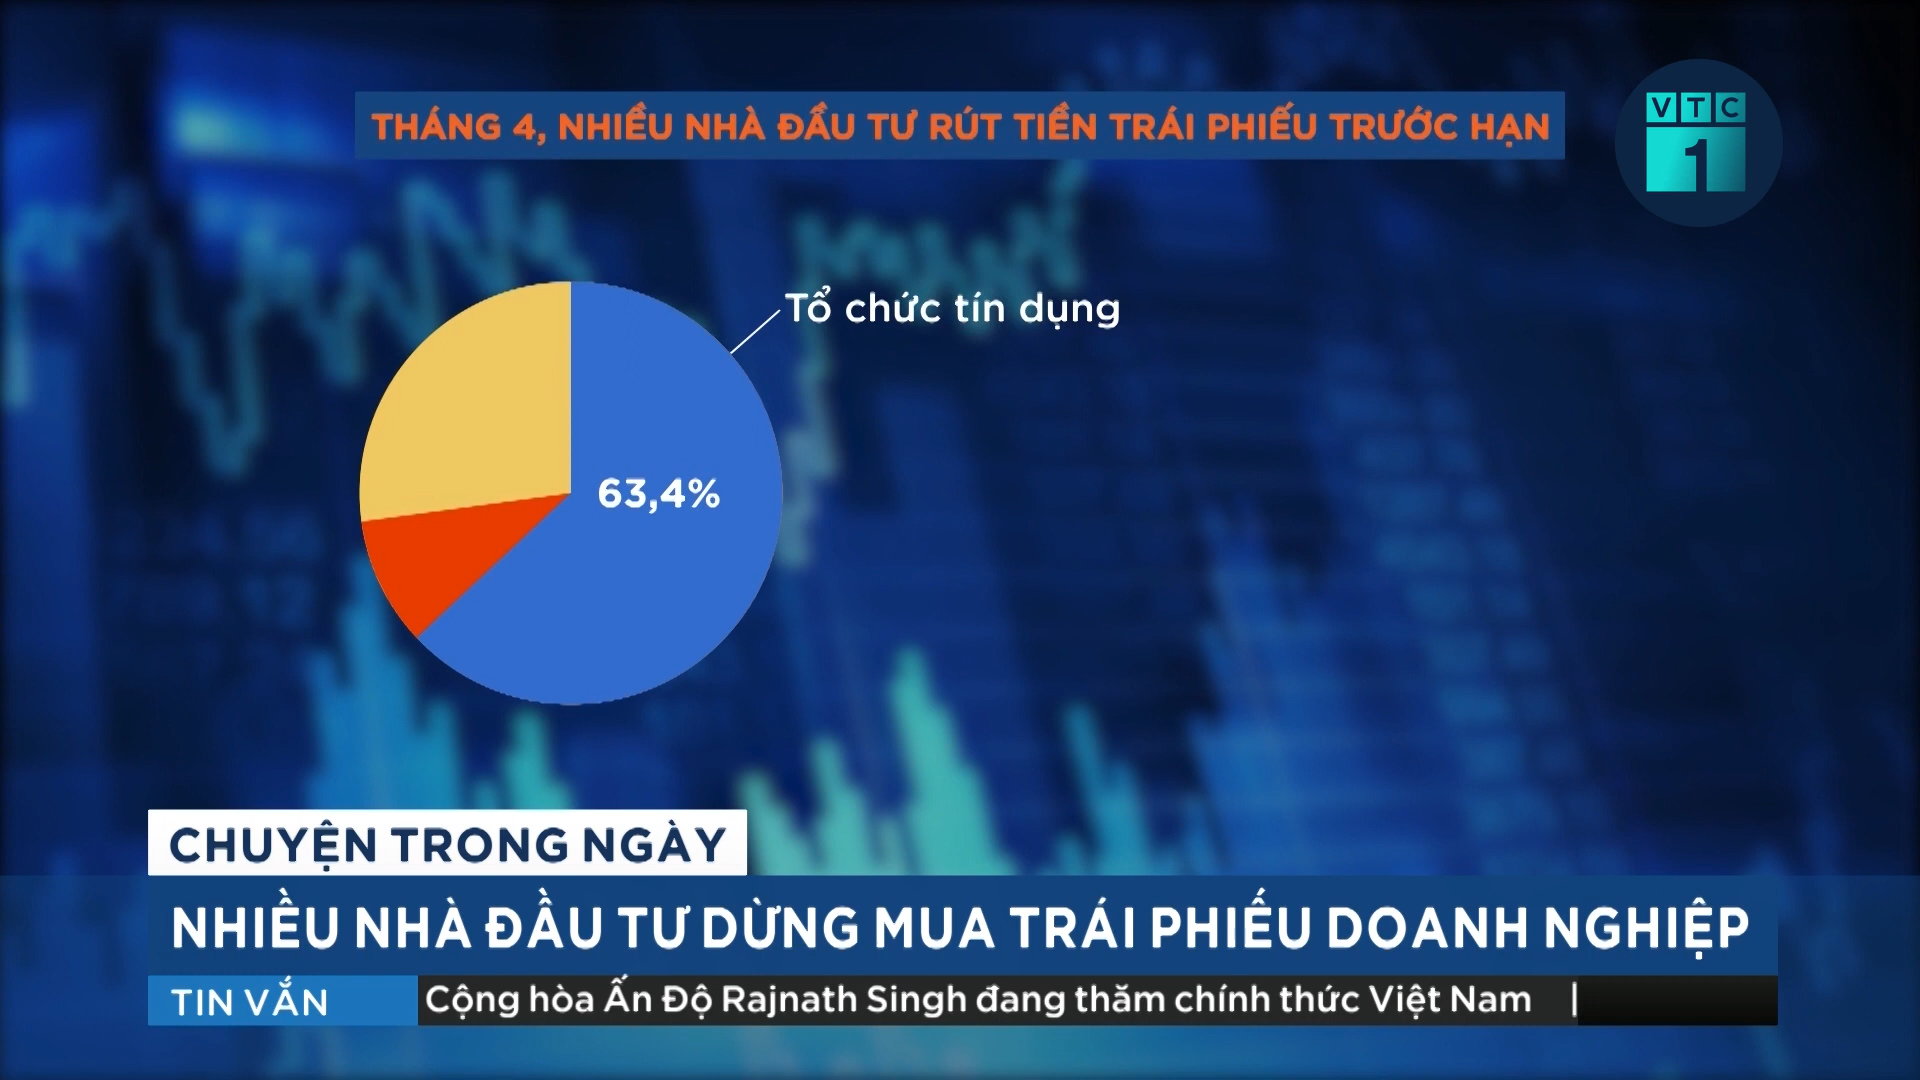 THÁNG 4, NHIỀU NHÀ ĐẦU TƯ RÚT TIỀN TRÁI PHIẾU TRƯỚC HẠN
VTC
1
Tổ chức tín dụng
63,4%
CHUYỆN TRONG NGÀY
NHIỀU NHÀ ĐẦU TƯ DỪNG MUA TRÁI PHIẾU DOANH NGHIỆP
TIN VẮN
Cộng hòa Ấn Độ Rajnath Singh đang thăm chính thức Việt Nam |